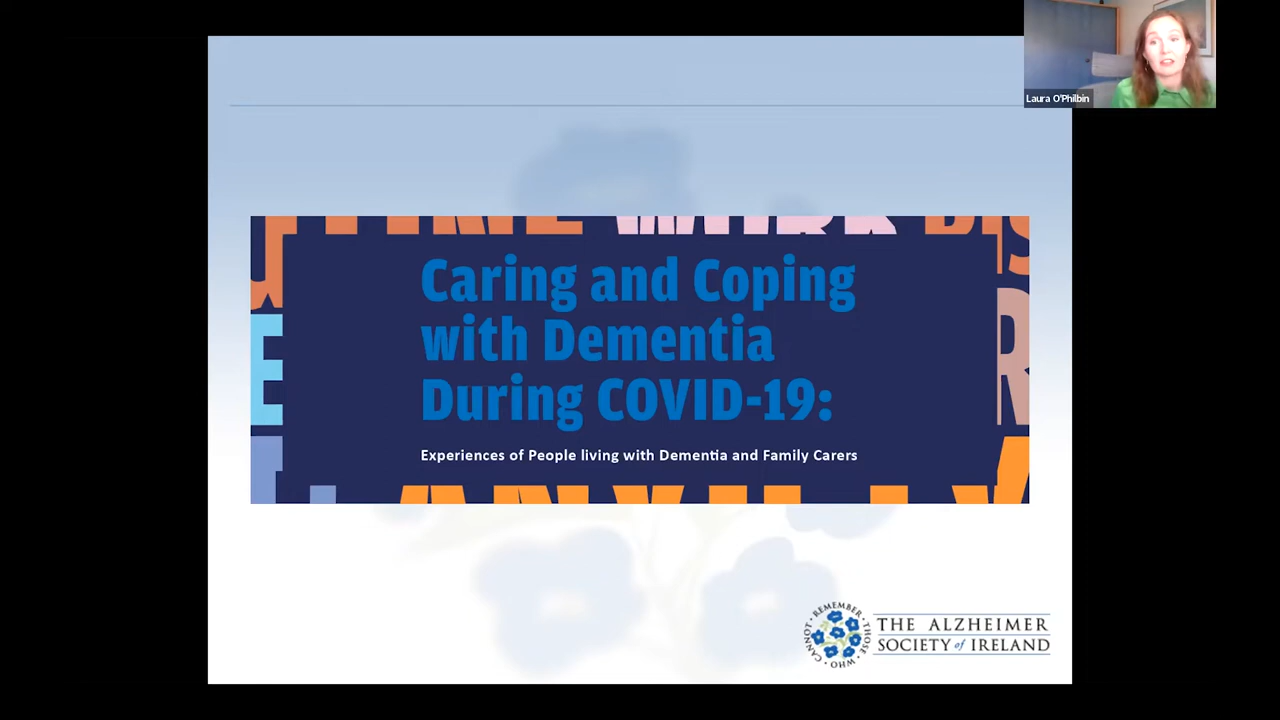 Laura O'Philbin
Caring and Coping
with Dementia
During COVID-19:
Experiences of People living with Dementia and Family Carers
REMEMBER · THOSE · WHO · CANNOT ·
THE ALZHEIMER
SOCIETY of IRELAND